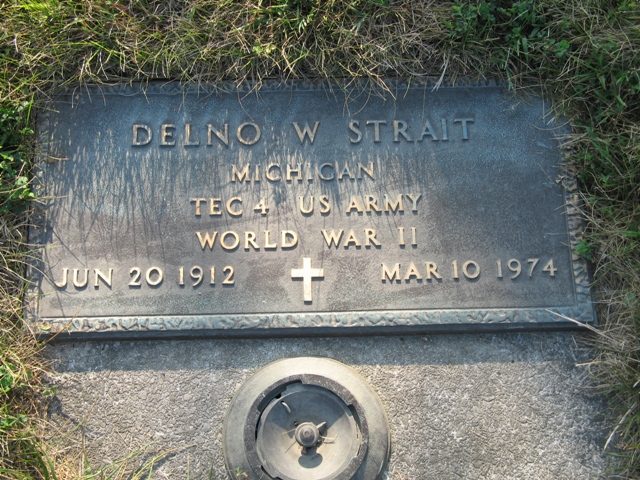 DELNO W STRAIT
MICHIGAN
TEC 4 US ARMY
WORLD WAR II
JUN 20 1912 MAR 10 1974